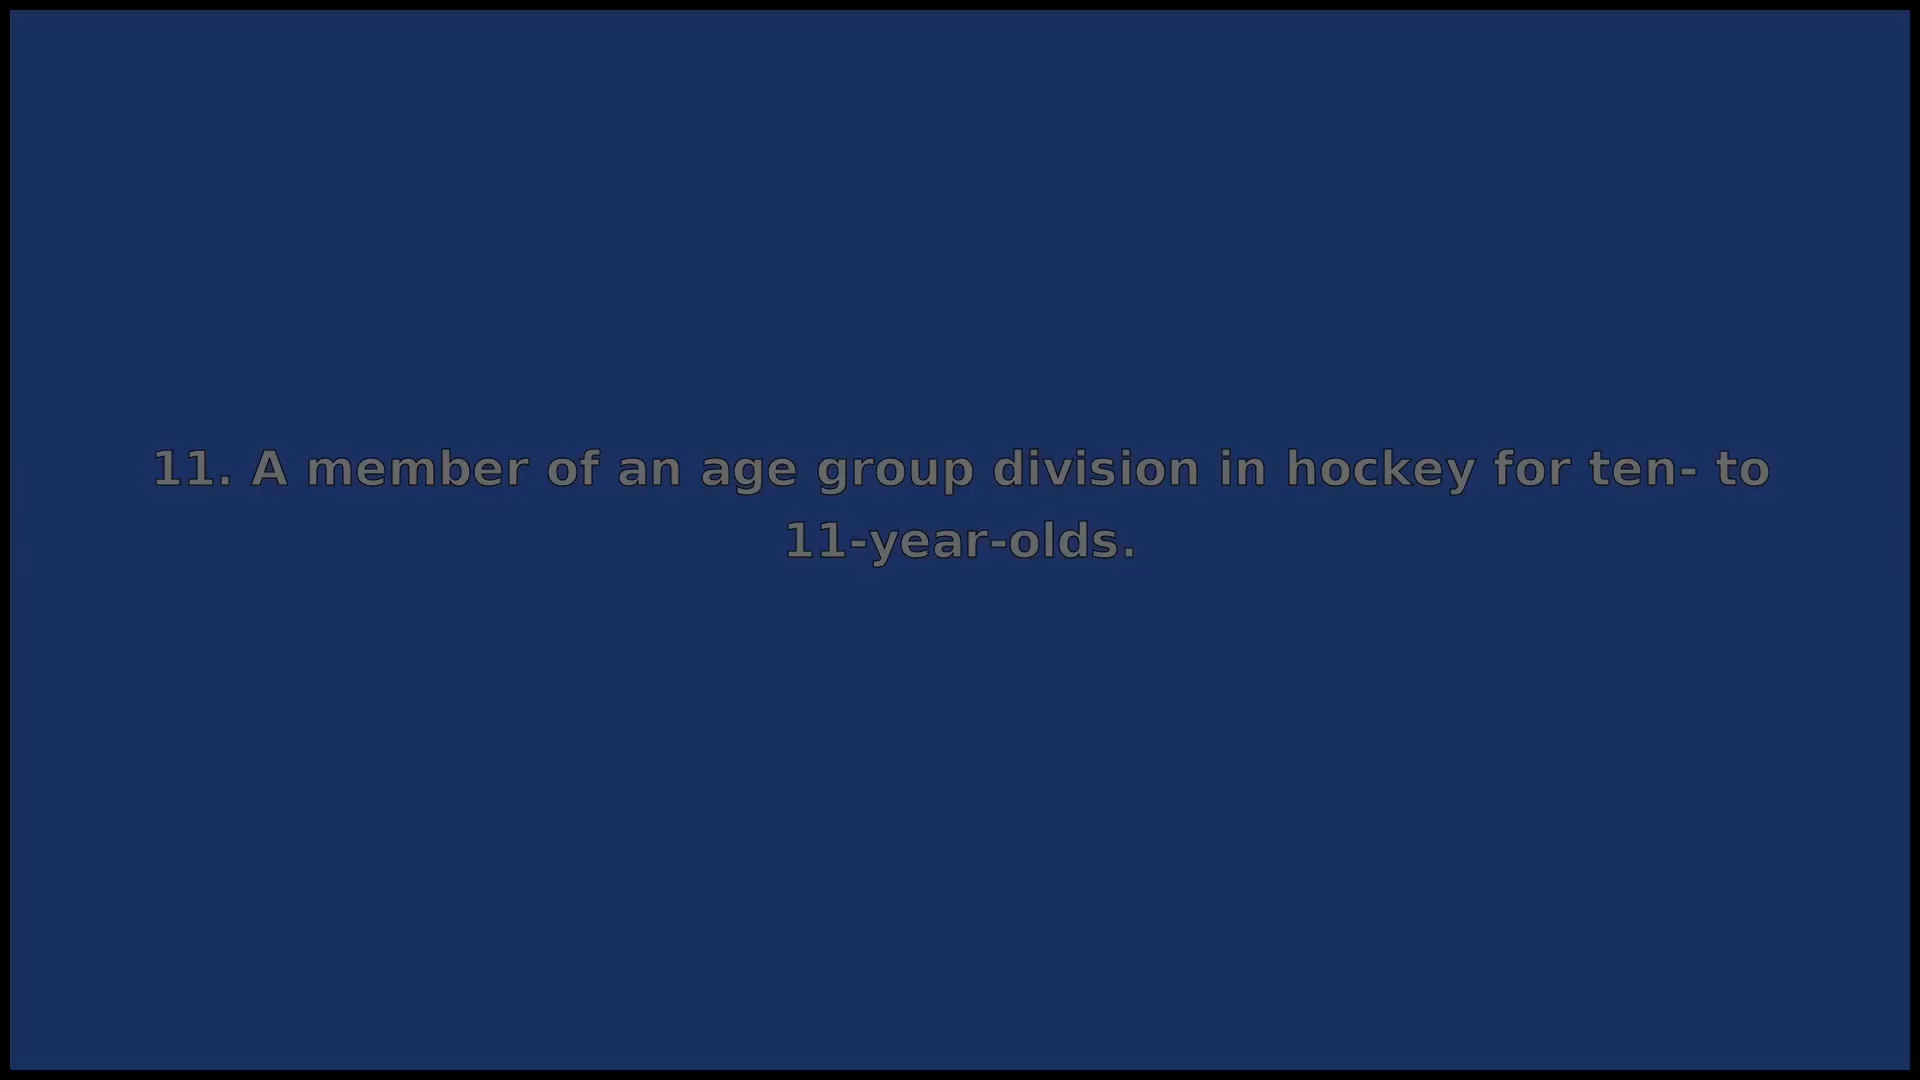 11. A member of an age group division in hockey for ten- to
11-year-olds.